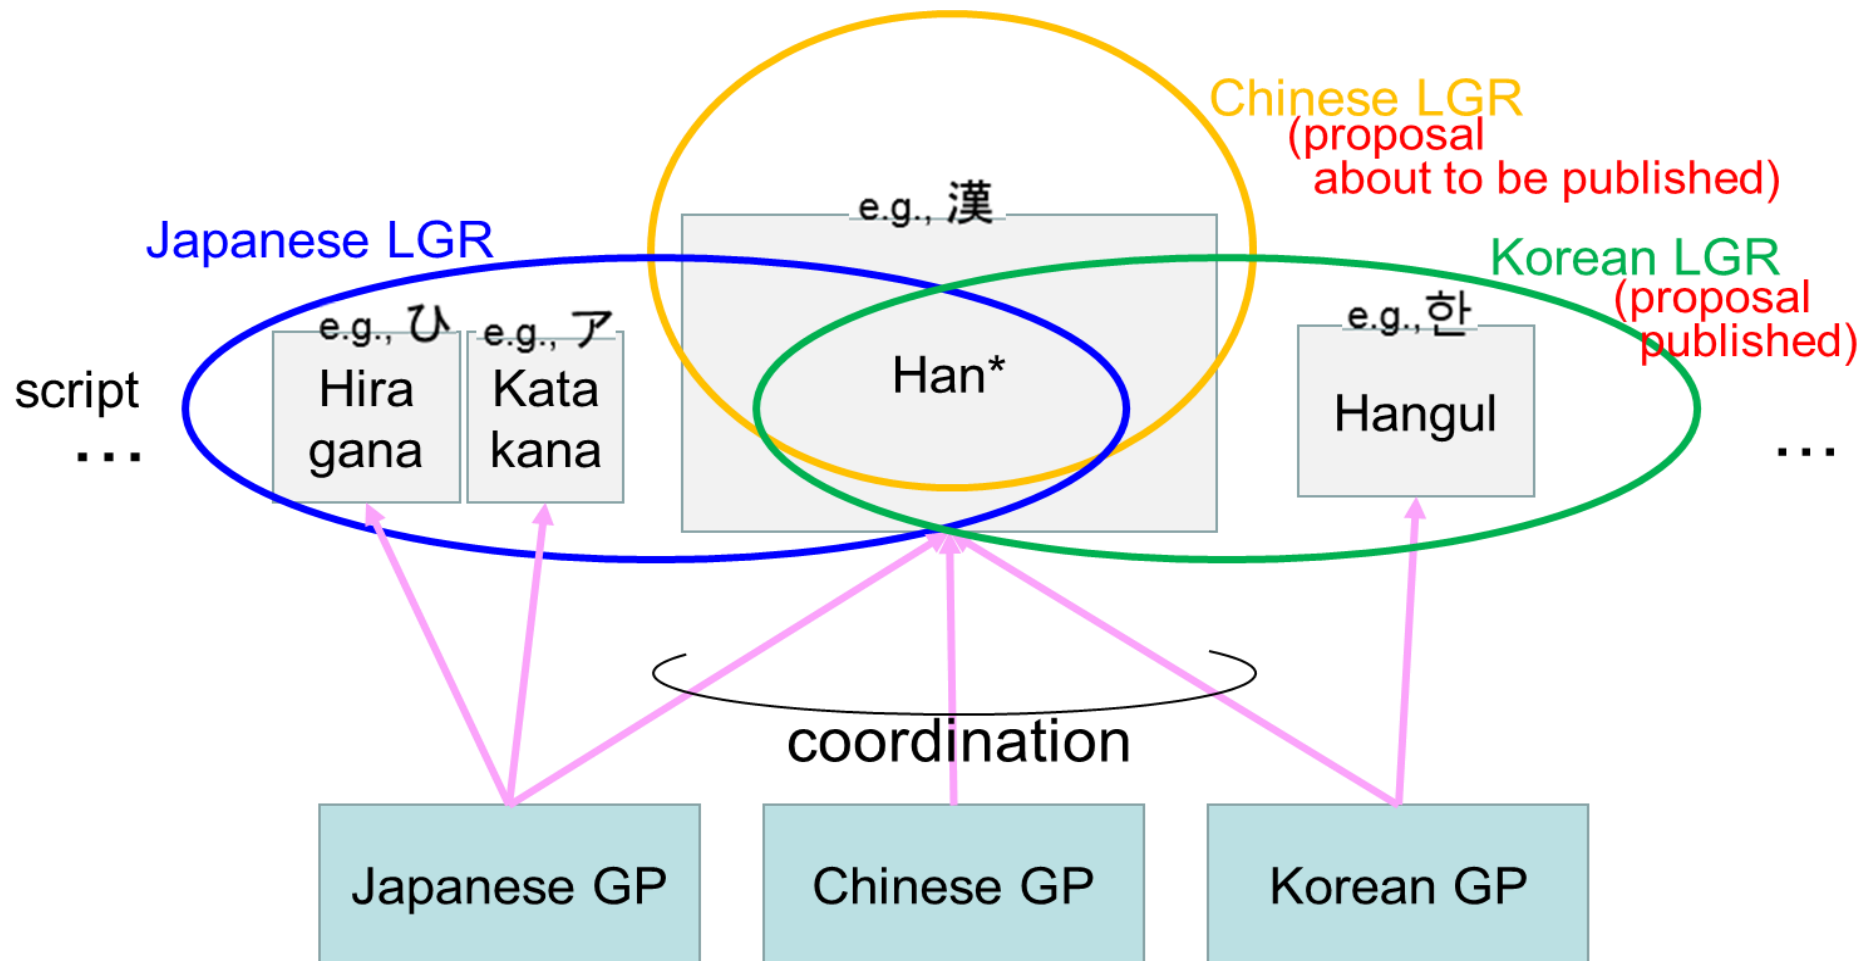 Chinese LGR
(proposal
about to be published)
e.g., 漢
Japanese LGR
Korean LGR
(proposal
published)
e.g., ひ
e.g., ア
e.g., 한
script
...
Hira
gana
Kata
kana
Han*
Hangul
...
coordination
Japanese GP
Chinese GP
Korean GP